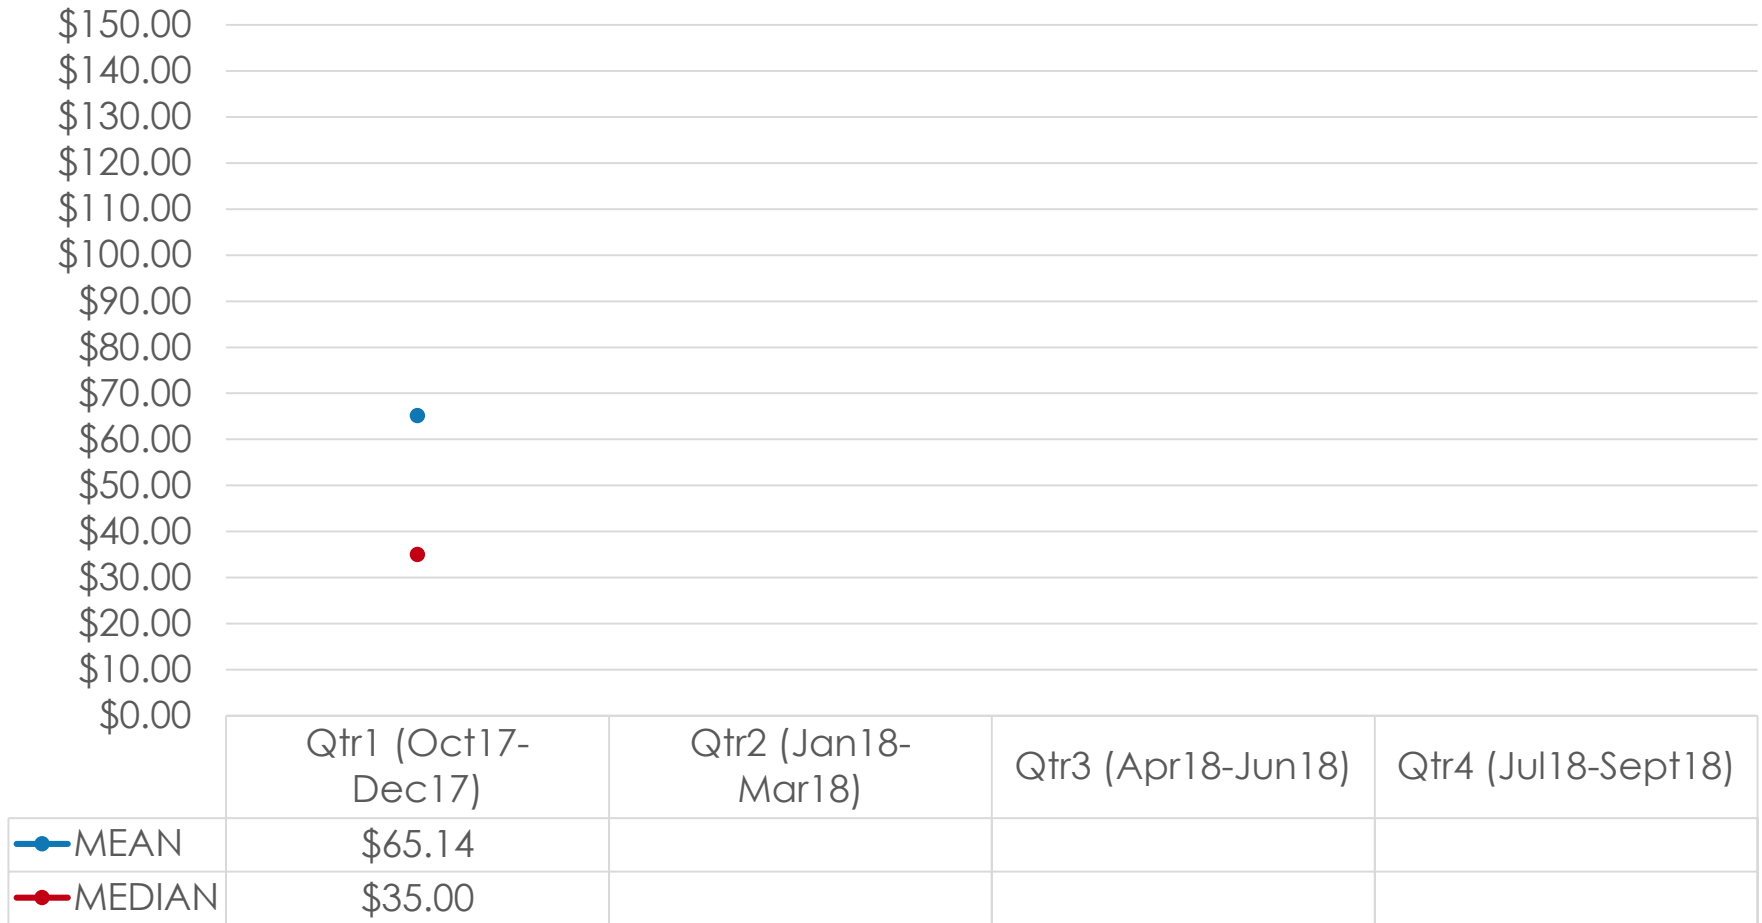 $150.00
$140.00
$130.00
$120.00
$110.00
$100.00
$90.00
$80.00
$70.00
$60.00
$50.00
$40.00
$30.00
$20.00
$10.00
$0.00
Qtr1 (Oct17-
Dec17)
Qtr2 (Jan18-
Mar18)
Qtr3 (Apr18-Jun18)
Qtr4 (Jul18-Sept18)
MEAN $65.14
MEDIAN $35.00